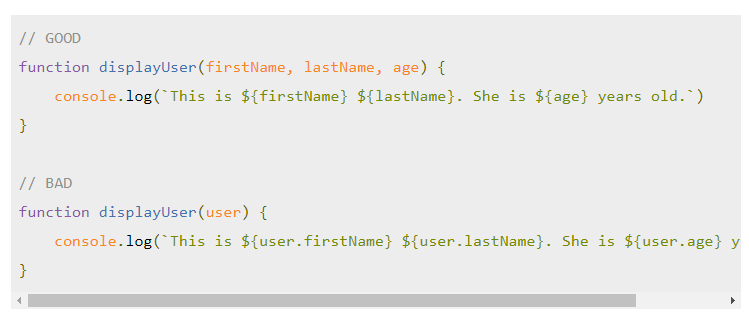 // GOOD
function displayUser(firstName, lastName, age) {
    console.log(`This is ${firstName} ${lastName}. She is ${age} years old.`)
}

// BAD
function displayUser(user) {
    console.log(`This is ${user.firstName} ${user.lastName}. She is ${user.age} y
}